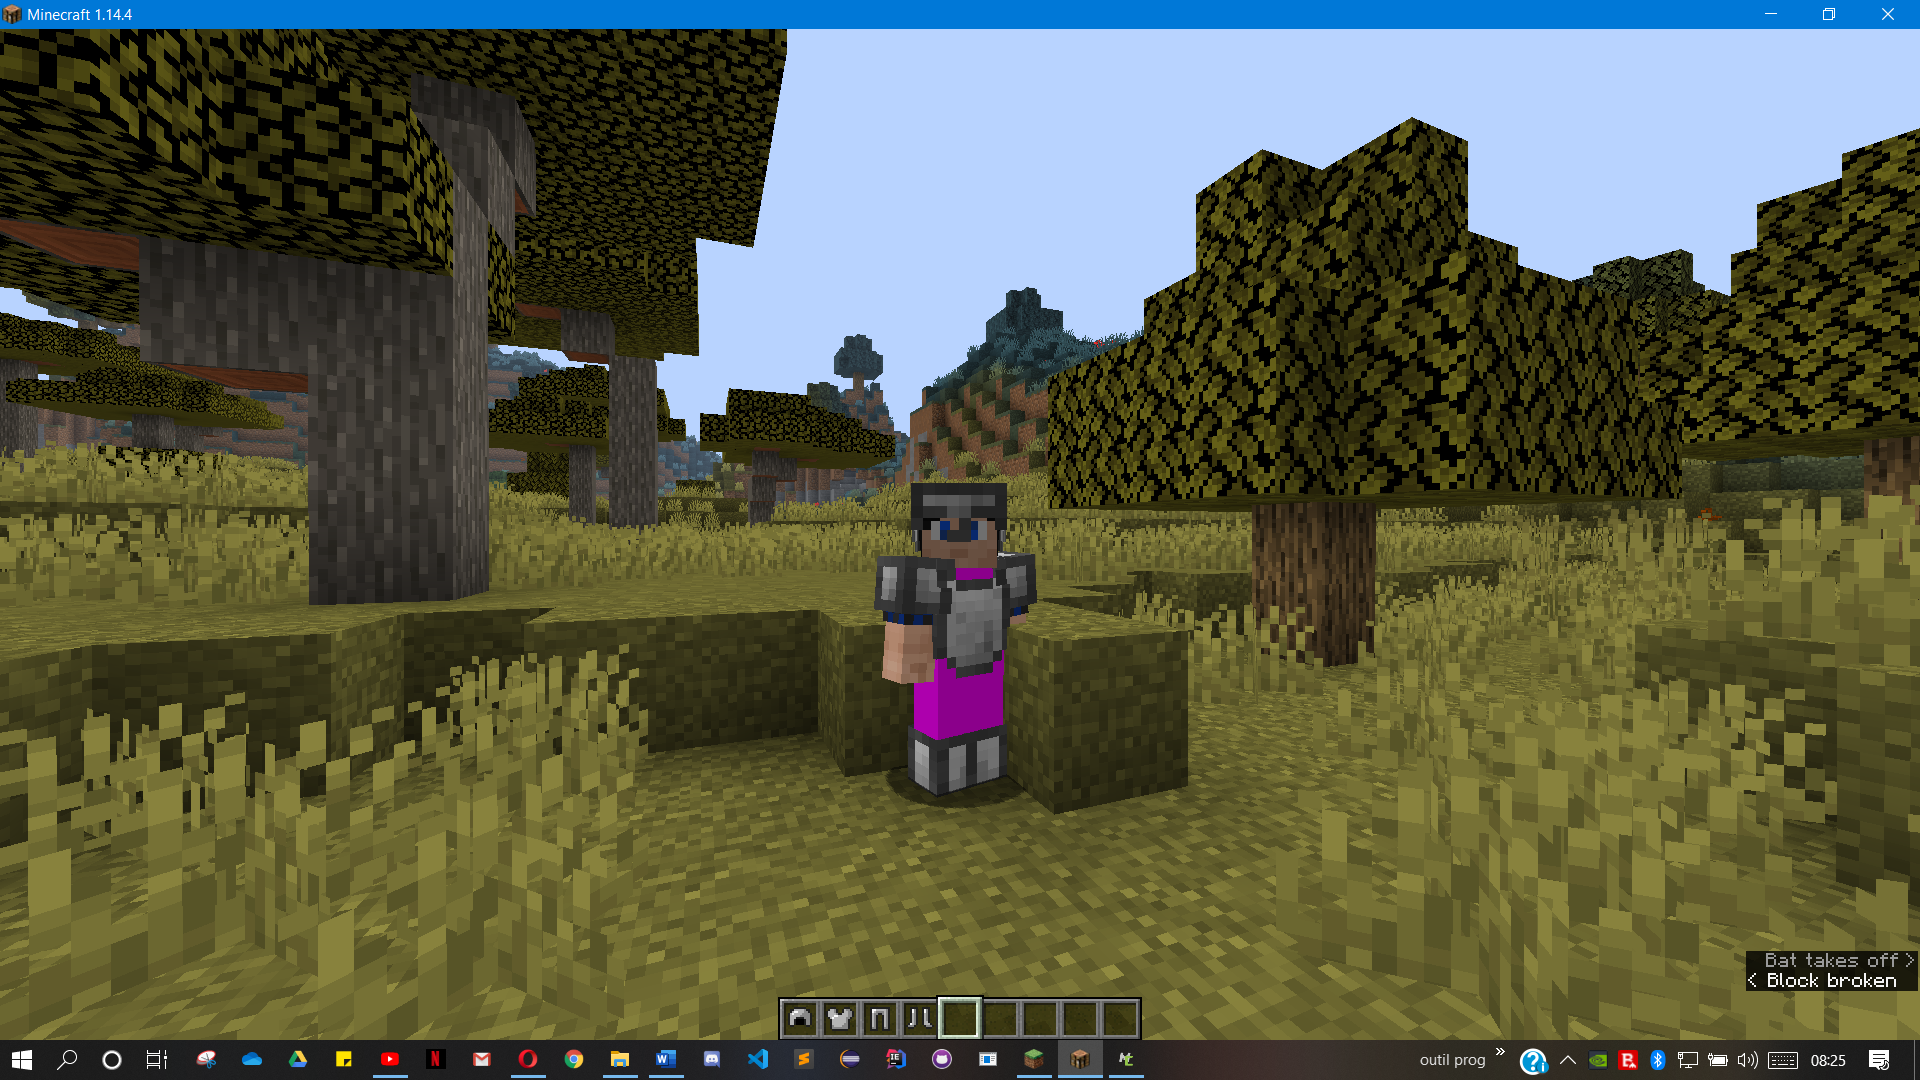 Minecraft 1.14.4
Bat takes off >
< Block broken
outil prog »
08:25